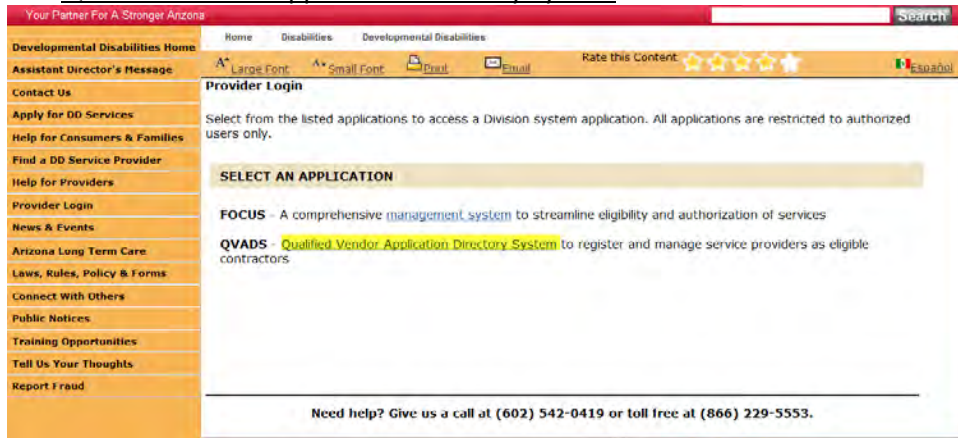 Your Partner For A Stronger Arizona
Search
Home Disabilities Developmental Disabilities
Developmental Disabilities Home
Assistant Director's Message
Contact Us
Apply for DD Services
Help for Consumers & Families
Find a DD Service Provider
Help for Providers
Provider Login
News & Events
Arizona Long Term Care
Laws, Rules, Policy & Forms
Connect With Others
Public Notices
Training Opportunities
Tell Us Your Thoughts
Report Fraud
A+ Large Font A- Small Font Print Email Rate this Content Español
Provider Login
Select from the listed applications to access a Division system application. All applications are restricted to authorized
users only.
SELECT AN APPLICATION
FOCUS - A comprehensive management system to streamline eligibility and authorization of services
QVADS - Qualified Vendor Application Directory System to register and manage service providers as eligible
contractors
Need help? Give us a call at (602) 542-0419 or toll free at (866) 229-5553.